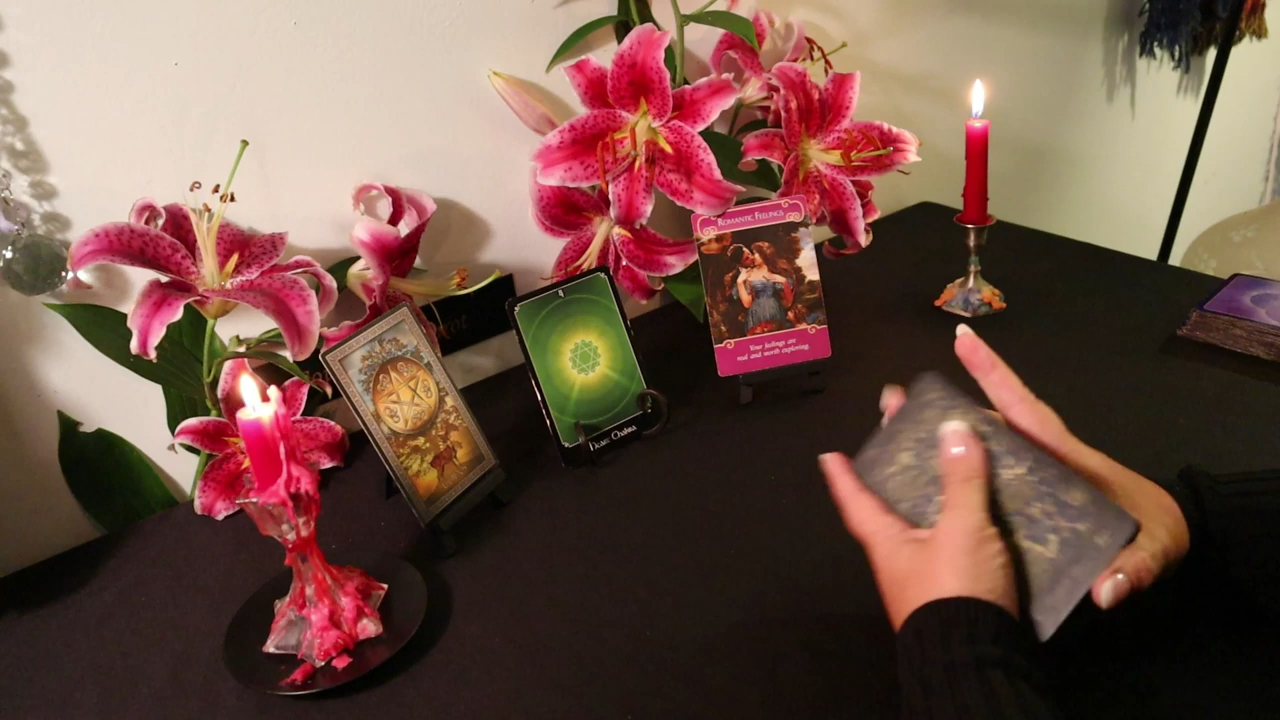 ROMANTIC FEELINGS
Your feelings are
real and worth exploring.
Heart Chakra